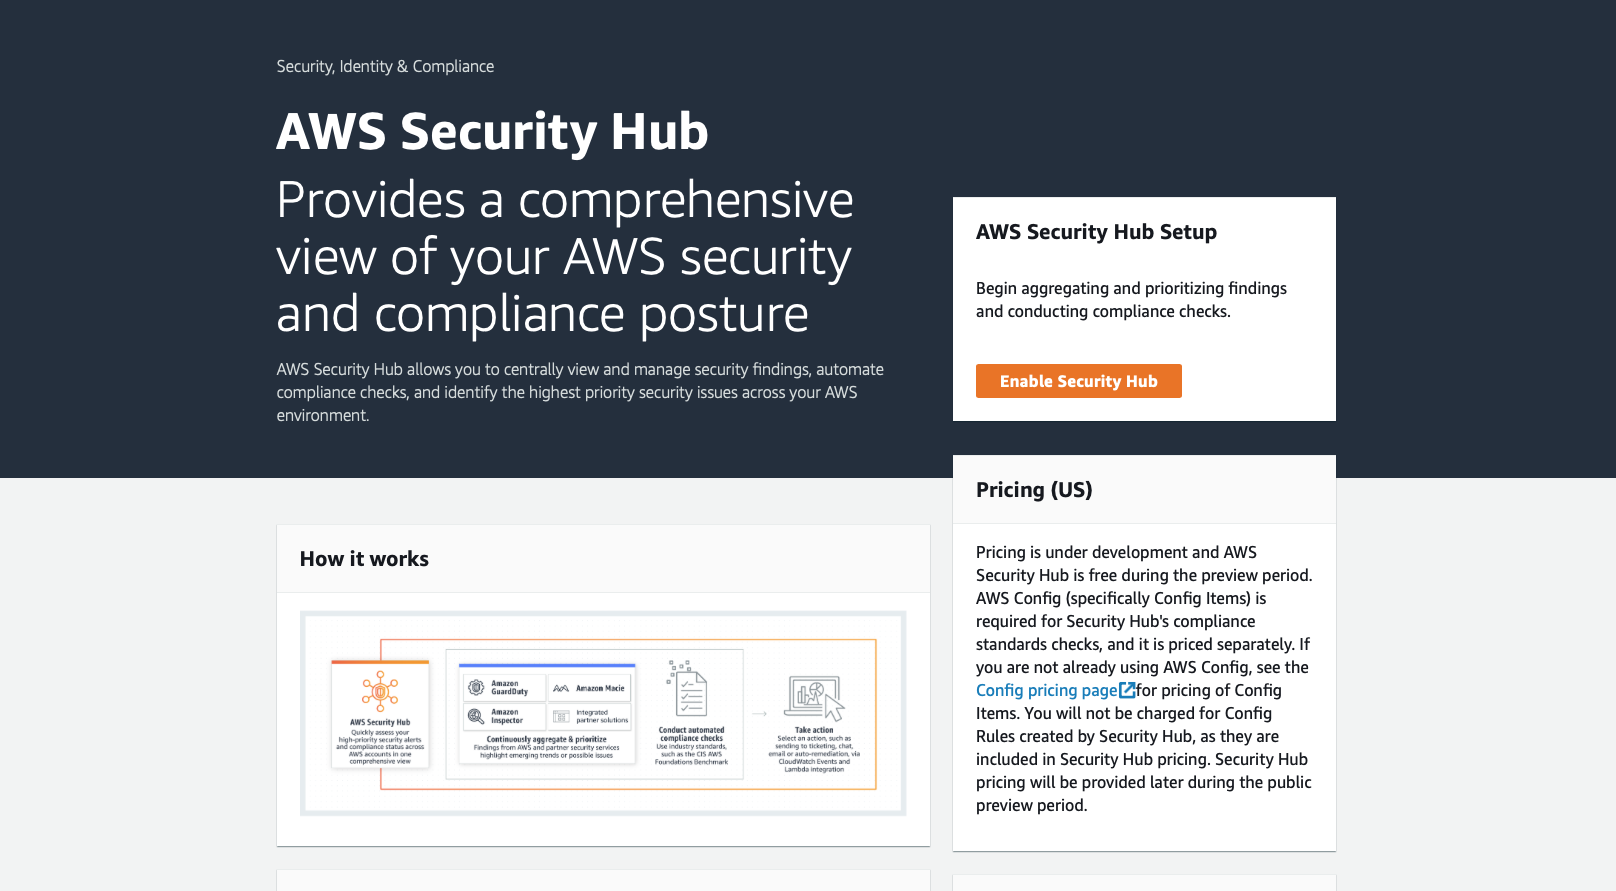 Security, Identity & Compliance
AWS Security Hub
Provides a comprehensive
view of your AWS security
and compliance posture
AWS Security Hub allows you to centrally view and manage security findings, automate
compliance checks, and identify the highest priority security issues across your AWS
environment.
AWS Security Hub Setup
Begin aggregating and prioritizing findings
and conducting compliance checks.
Enable Security Hub
Pricing (US)
Pricing is under development and AWS
Security Hub is free during the preview period.
AWS Config (specifically Config Items) is
required for Security Hub's compliance
standards checks, and it is priced separately. If
you are not already using AWS Config, see the
Config pricing page for pricing of Config
Items. You will not be charged for Config
Rules created by Security Hub, as they are
included in Security Hub pricing. Security Hub
pricing will be provided later during the public
preview period.
How it works
AWS Security Hub
Quickly assess your
high-priority security alerts
and compliance status across
AWS accounts in one
comprehensive view
Amazon
GuardDuty
Amazon Macie
Amazon
Inspector
Integrated
partner solutions
Continuously aggregate & prioritize
Findings from AWS and partner security services
highlight emerging trends or possible issues
Conduct automated
compliance checks
Use industry standards,
such as the CIS AWS
Foundations Benchmark
Take action
Select an action, such as
sending to ticketing, chat,
email or auto-remediation, via
CloudWatch Events and
Lambda integration